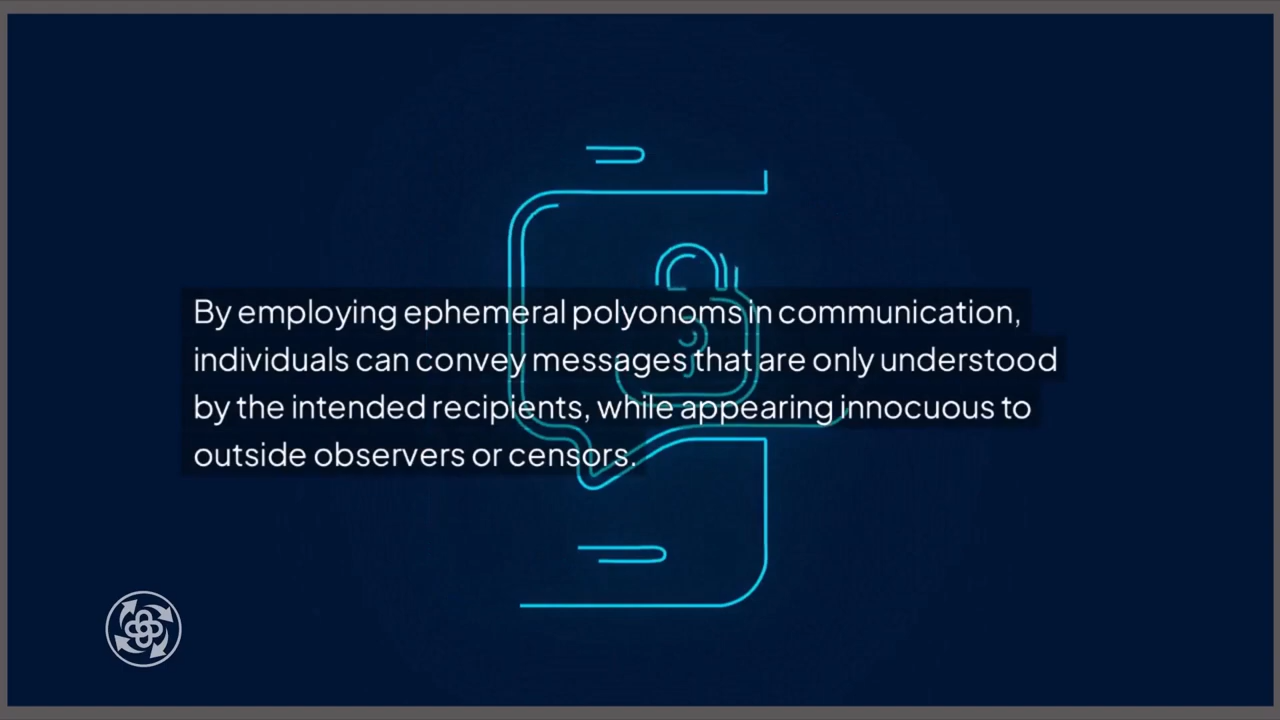 By employing ephemeral polyonoms in communication,
individuals can convey messages that are only understood
by the intended recipients, while appearing innocuous to
outside observers or censors.